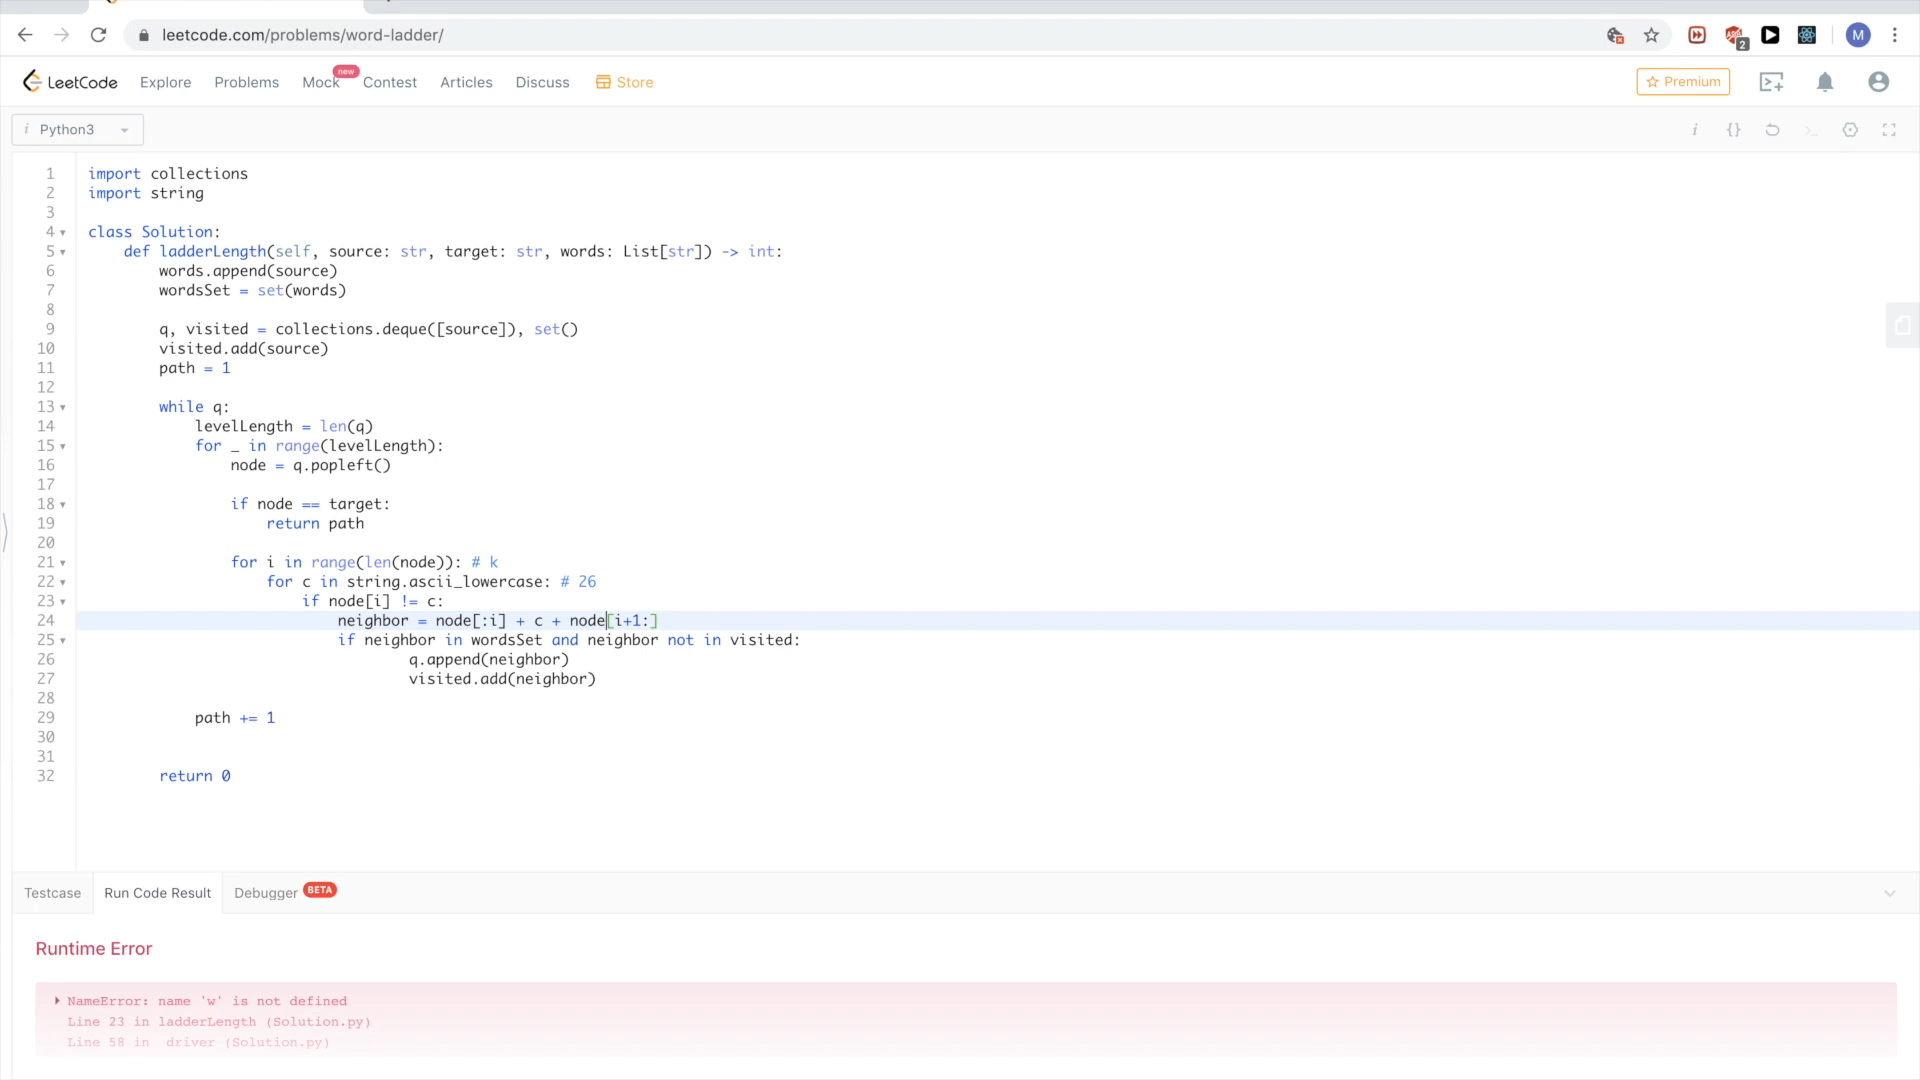 leetcode.com/problems/word-ladder/
2
M
LeetCode Explore Problems Mock new Contest Articles Discuss Store Premium
i Python3
i {}
1 import collections
2 import string
3
4 class Solution:
5 def ladderLength(self, source: str, target: str, words: List[str]) -> int:
6 words.append(source)
7 wordsSet = set(words)
8
9 q, visited = collections.deque([source]), set()
10 visited.add(source)
11 path = 1
12
13 while q:
14 levelLength = len(q)
15 for _ in range(levelLength):
16 node = q.popleft()
17
18 if node == target:
19 return path
20
21 for i in range(len(node)): # k
22 for c in string.ascii_lowercase: # 26
23 if node[i] != c:
24 neighbor = node[:i] + c + node[i+1:]
25 if neighbor in wordsSet and neighbor not in visited:
26 q.append(neighbor)
27 visited.add(neighbor)
28
29 path += 1
30
31
32 return 0
Testcase Run Code Result Debugger BETA
Runtime Error
NameError: name 'w' is not defined
Line 23 in ladderLength (Solution.py)
Line 58 in _driver (Solution.py)